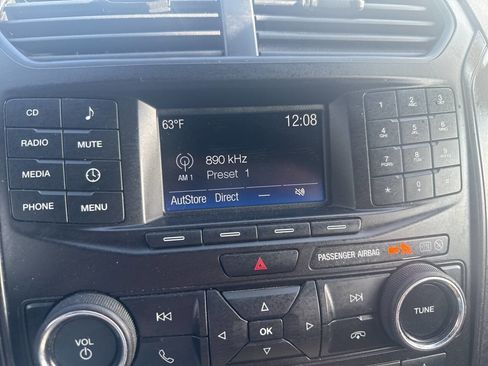 CD
RADIO
MUTE
MEDIA
PHONE
MENU
63°F
12:08
890 kHz
AM 1
Preset 1
AutoStore Direct —
1
2 ABC
3 DEF
4 GHI
5 JKL
6 MNO
7 PQRS
8 TUV
9 WXYZ
*
0
#
PASSENGER AIRBAG
VOL
OK
TUNE